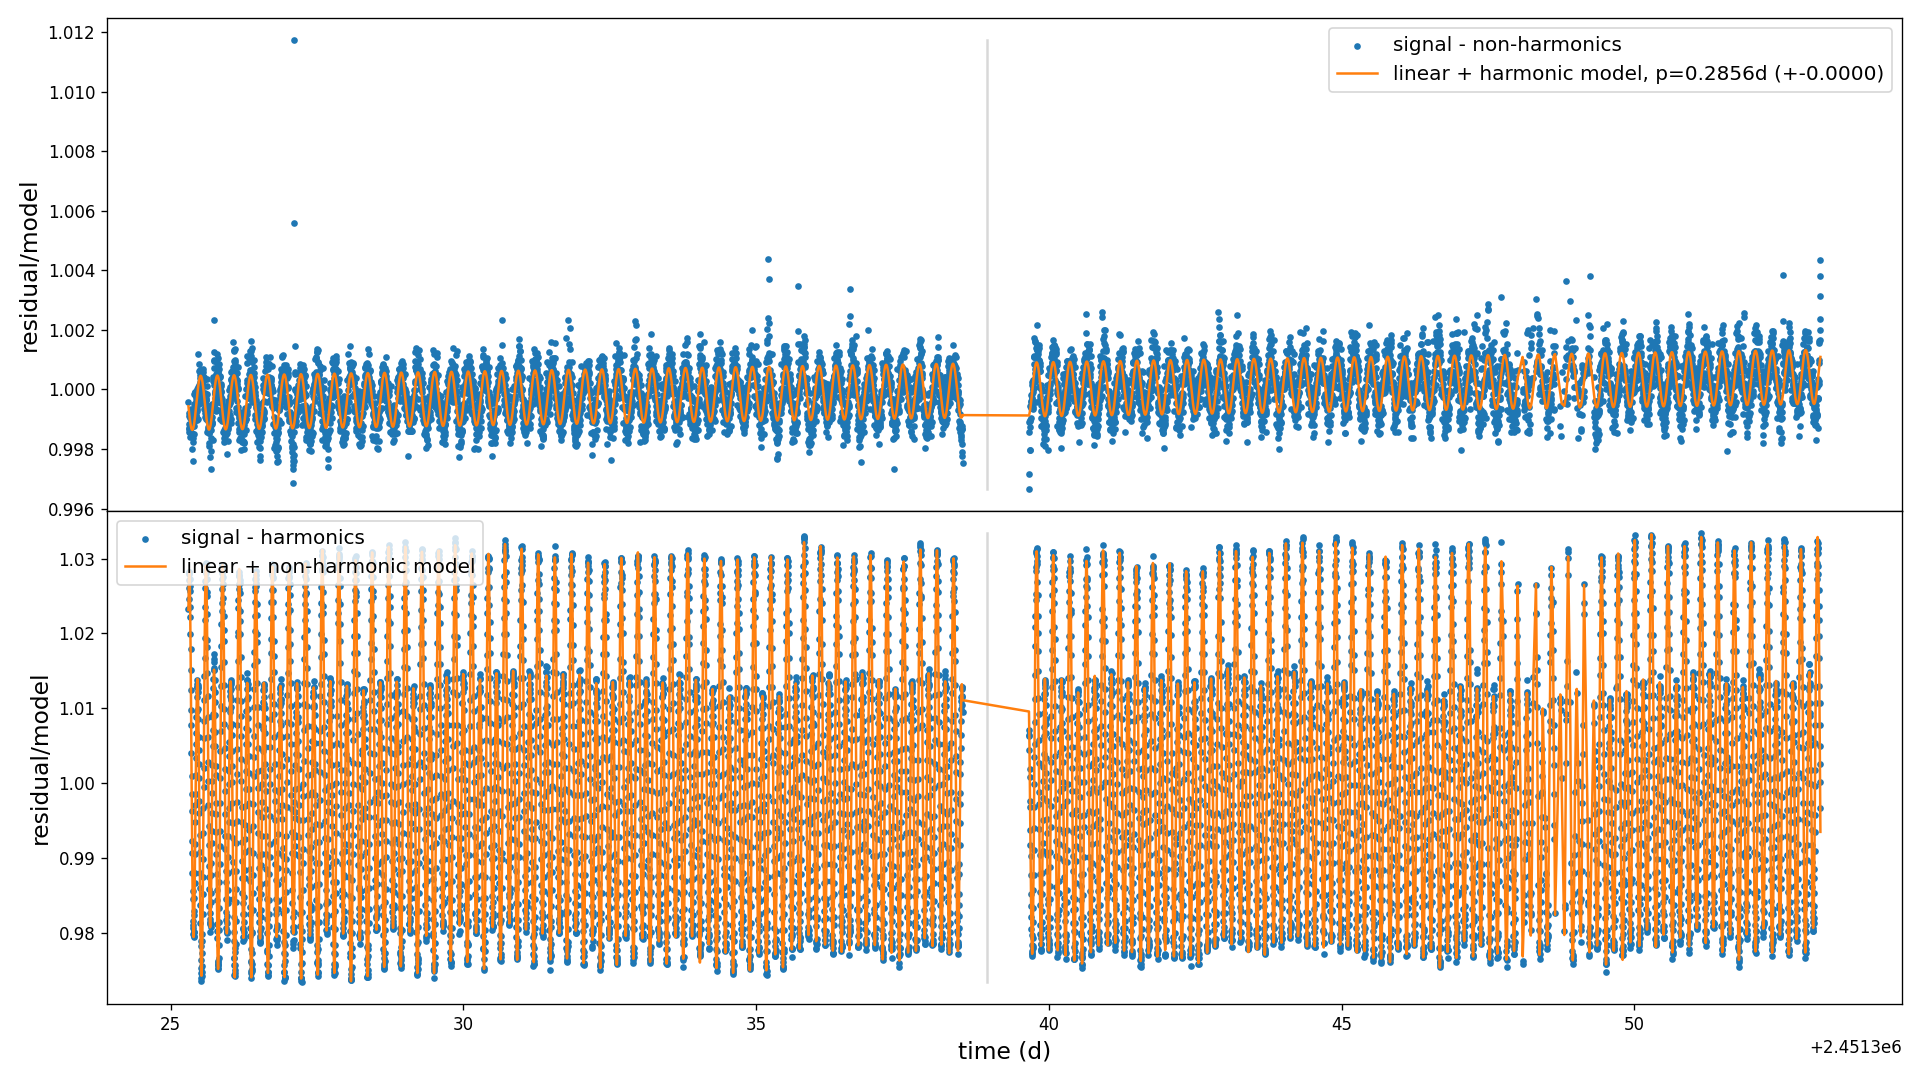 1.012
1.010
1.008
1.006
1.004
1.002
1.000
0.998
0.996
residual/model
signal - non-harmonics
linear + harmonic model, p=0.2856d (+-0.0000)
1.03
1.02
1.01
1.00
0.99
0.98
residual/model
signal - harmonics
linear + non-harmonic model
25
30
35
40
45
50
time (d)
+2.4513e6